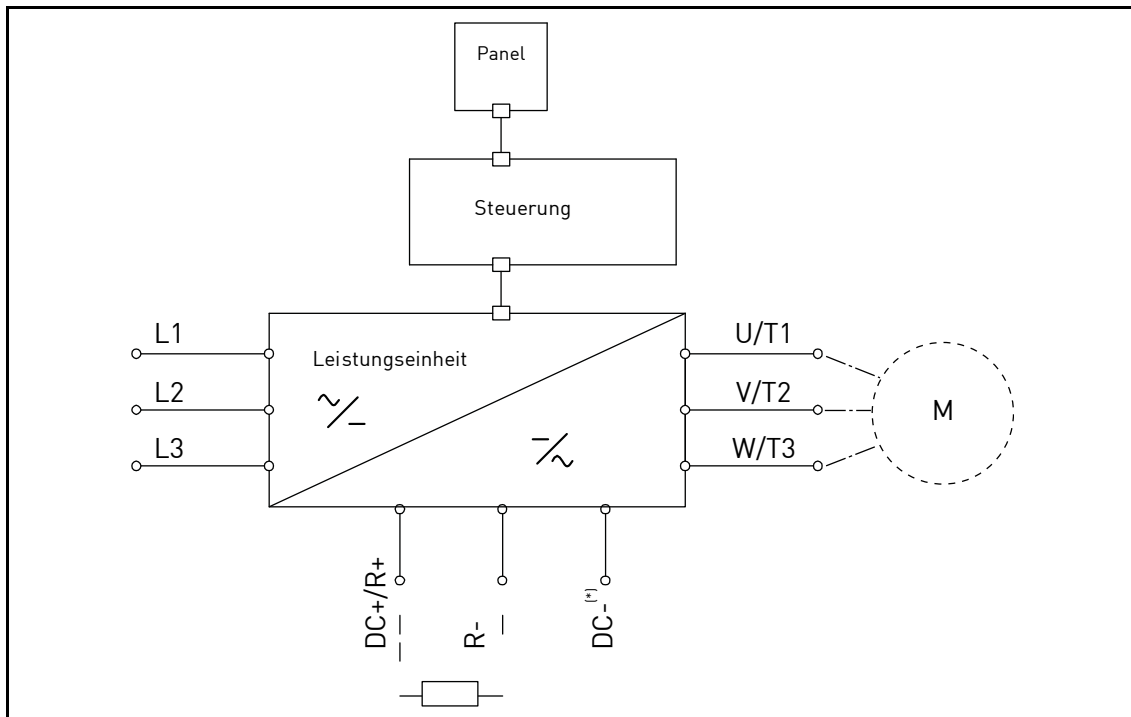 Panel
Steuerung
Leistungseinheit
L1
L2
L3
U/T1
V/T2
W/T3
M
DC+/R+
R-
DC-(*)